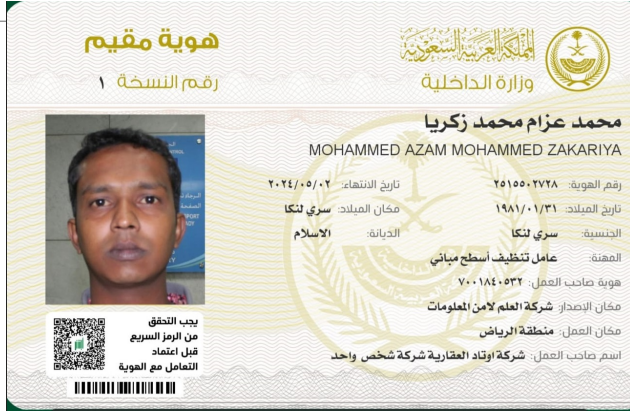 المملكة العربية السعودية
وزارة الداخلية
هوية مقيم
رقم النسخة ١
محمد عزام محمد زكريا
MOHAMMED AZAM MOHAMMED ZAKARIYA
رقم الهوية: ٢٥١٥٥٠٢٧٢٨ تاريخ الانتهاء: ٢٠٢٤/٠٥/٠٢
تاريخ الميلاد: ١٩٨١/٠١/٣١ مكان الميلاد: سري لنكا
الجنسية: سري لنكا الديانة: الاسلام
المهنة: عامل تنظيف أسطح مباني
هوية صاحب العمل: ٧٠٠١٨٤٠٥٣٢
مكان الإصدار: شركة العلم لامن المعلومات
مكان العمل: منطقة الرياض
اسم صاحب العمل: شركة اوتاد العقارية شركة شخص واحد
يجب التحقق
من الرمز السريع
قبل اعتماد
التعامل مع الهوية